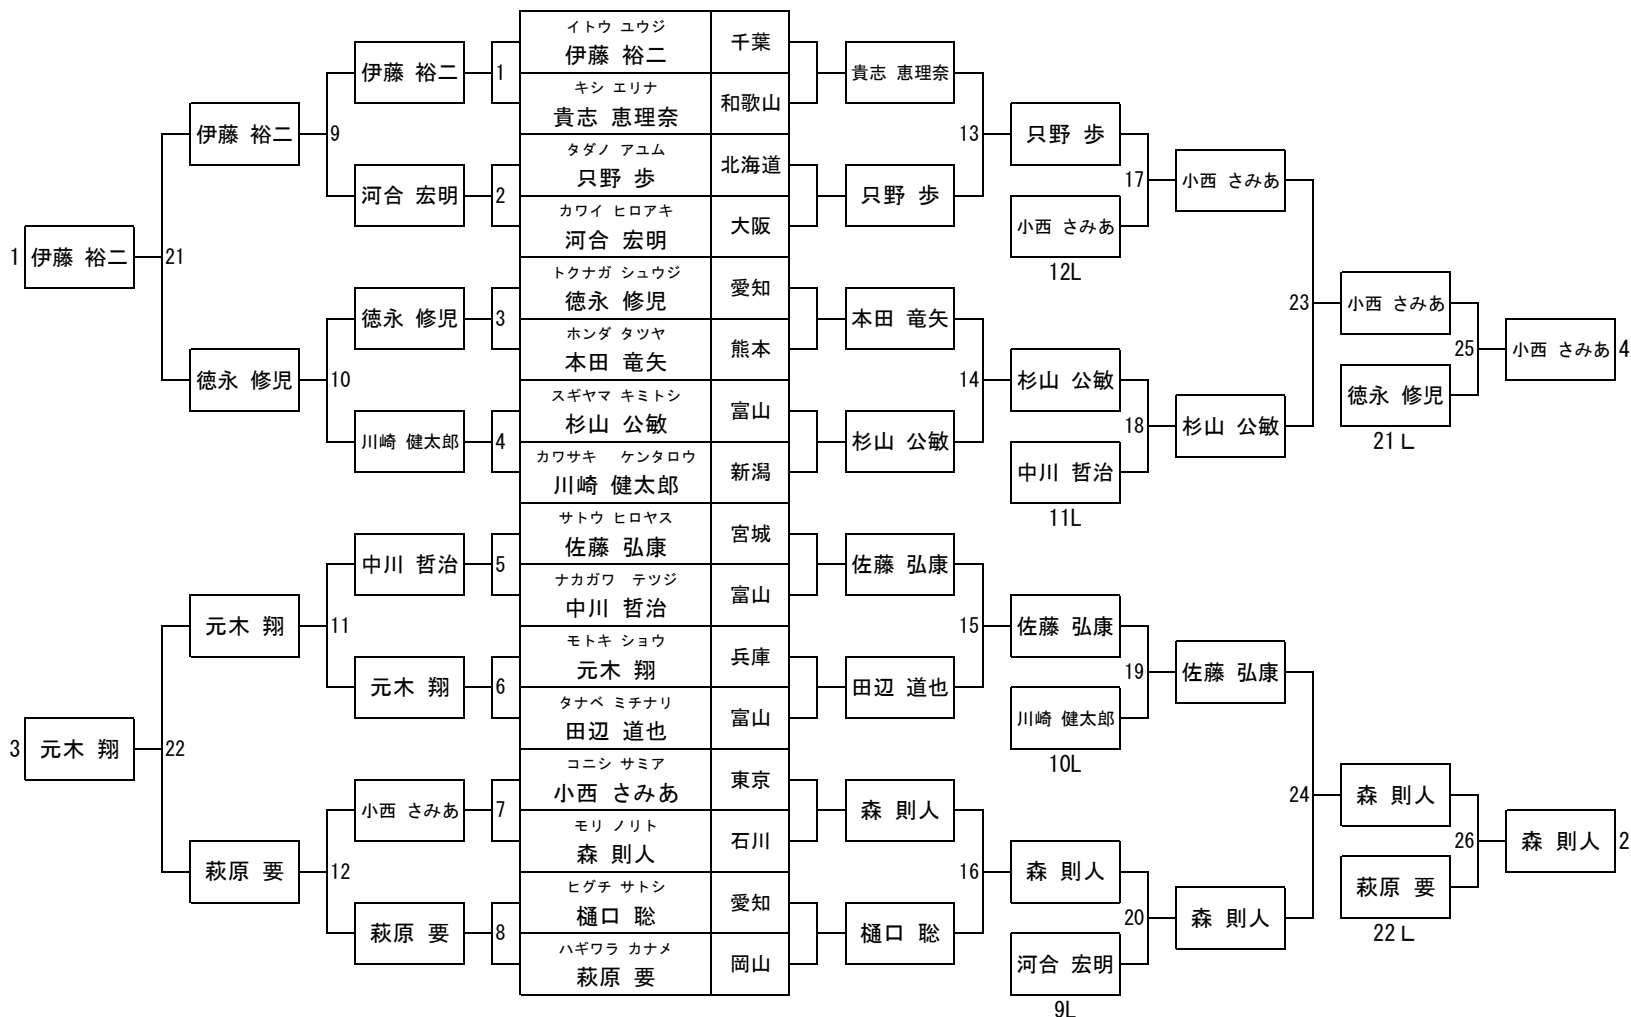 イトウ ユウジ
伊藤 裕二
千葉
キシ エリナ
貴志 恵理奈
和歌山
タダノ アユム
只野 歩
北海道
カワイ ヒロアキ
河合 宏明
大阪
トクナガ シュウジ
徳永 修児
愛知
ホンダ タツヤ
本田 竜矢
熊本
スギヤマ キミトシ
杉山 公敏
富山
カワサキ ケンタロウ
川崎 健太郎
新潟
サトウ ヒロヤス
佐藤 弘康
宮城
ナカガワ テツジ
中川 哲治
富山
モトキ ショウ
元木 翔
兵庫
タナベ ミチナリ
田辺 道也
富山
コニシ サミア
小西 さみあ
東京
モリ ノリト
森 則人
石川
ヒグチ サトシ
樋口 聡
愛知
ハギワラ カナメ
萩原 要
岡山
1
伊藤 裕二
21
伊藤 裕二
9
伊藤 裕二
1
河合 宏明
2
徳永 修児
10
徳永 修児
3
川崎 健太郎
4
3
元木 翔
22
元木 翔
11
中川 哲治
5
元木 翔
6
萩原 要
12
小西 さみあ
7
萩原 要
8
貴志 恵理奈
13
只野 歩
只野 歩
17
小西 さみあ
12L
小西 さみあ
本田 竜矢
14
杉山 公敏
杉山 公敏
18
中川 哲治
11L
杉山 公敏
23
小西 さみあ
25
徳永 修児
21 L
小西 さみあ
4
佐藤 弘康
15
田辺 道也
佐藤 弘康
19
川崎 健太郎
10L
佐藤 弘康
森 則人
16
樋口 聡
森 則人
20
河合 宏明
9L
森 則人
24
森 則人
26
萩原 要
22 L
森 則人
2